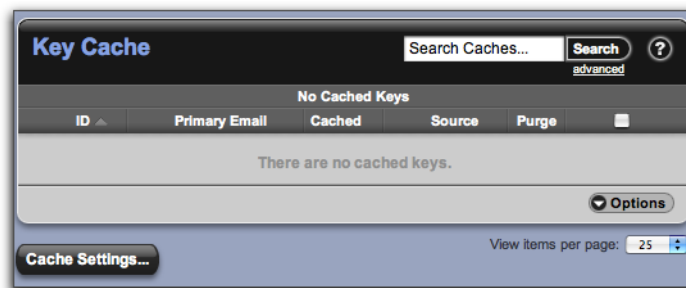 Key Cache
Search Caches... Search ?
advanced
No Cached Keys
ID Primary Email Cached Source Purge
There are no cached keys.
Options
View items per page: 25
Cache Settings...